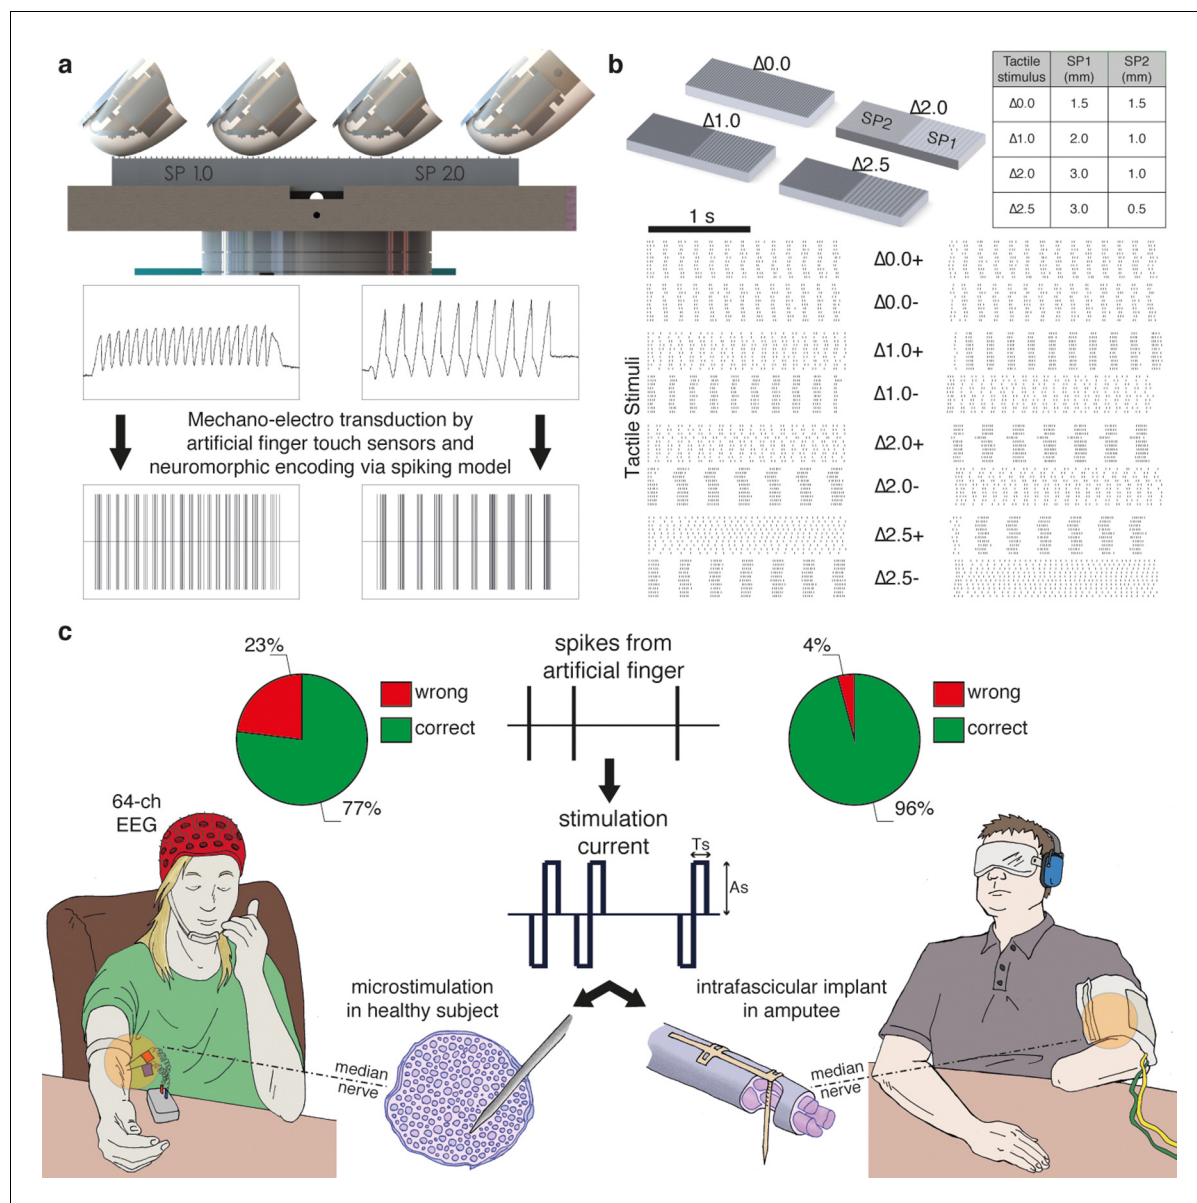 a
SP 1.0
SP 2.0
Mechano-electro transduction by
artificial finger touch sensors and
neuromorphic encoding via spiking model
b
Δ0.0
Δ1.0
Δ2.0
SP2
SP1
Δ2.5
Tactile stimulus SP1 (mm) SP2 (mm)
Δ0.0 1.5 1.5
Δ1.0 2.0 1.0
Δ2.0 3.0 1.0
Δ2.5 3.0 0.5
1 s
Tactile Stimuli
Δ0.0+
Δ0.0-
Δ1.0+
Δ1.0-
Δ2.0+
Δ2.0-
Δ2.5+
Δ2.5-
c
23%
wrong
correct
77%
spikes from
artificial finger
4%
wrong
correct
96%
64-ch
EEG
stimulation
current
Ts
As
microstimulation
in healthy subject
intrafascicular implant
in amputee
median
nerve
median
nerve